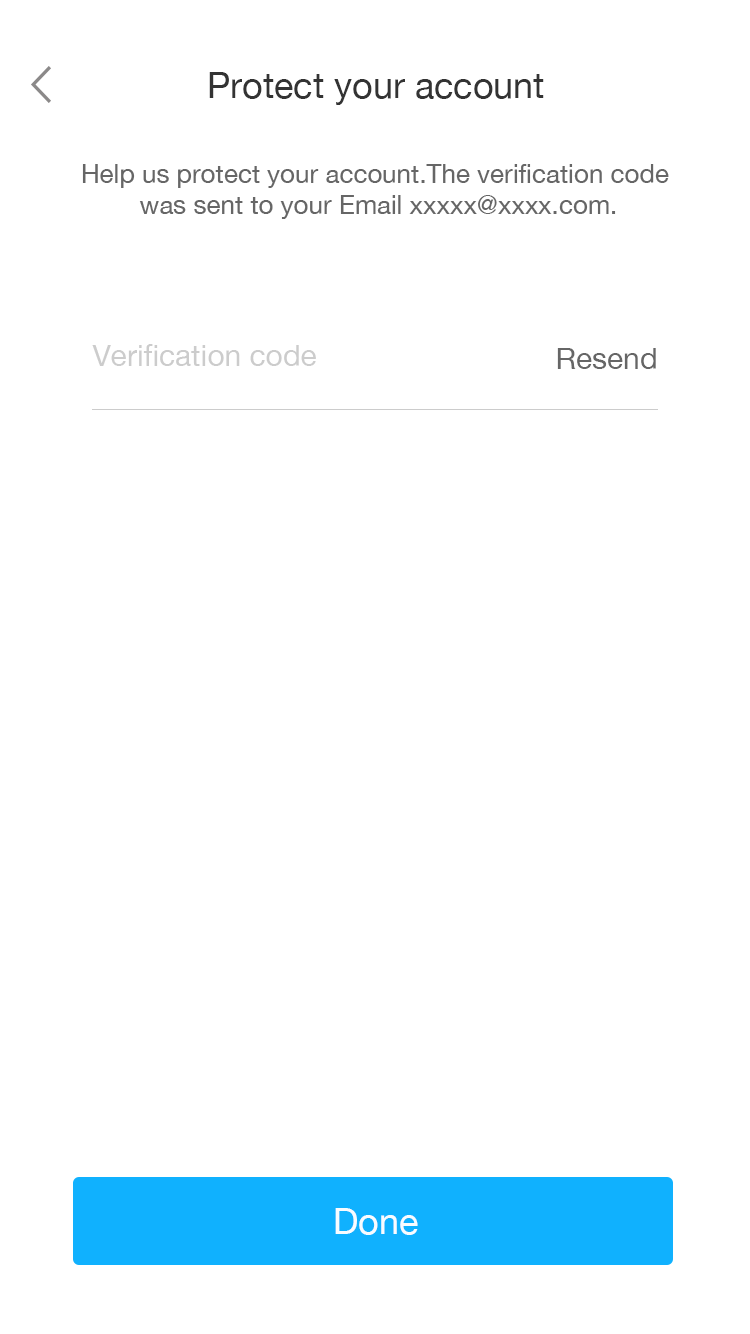 Protect your account
Help us protect your account.The verification code
was sent to your Email xxxxx@xxxx.com.
Verification code
Resend
Done